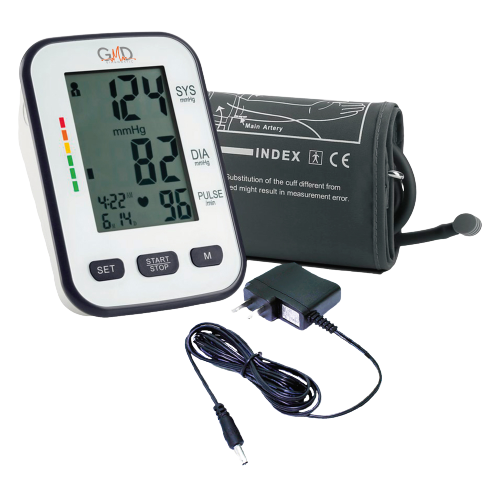 GMD
124
SYS
mmHg
mmHg
82
DIA
mmHg
4:22
6.14
96
PULSE
/min
SET
START
STOP
M
Main Artery
INDEX
CE
Substitution of the cuff different from
ed might result in measurement error.